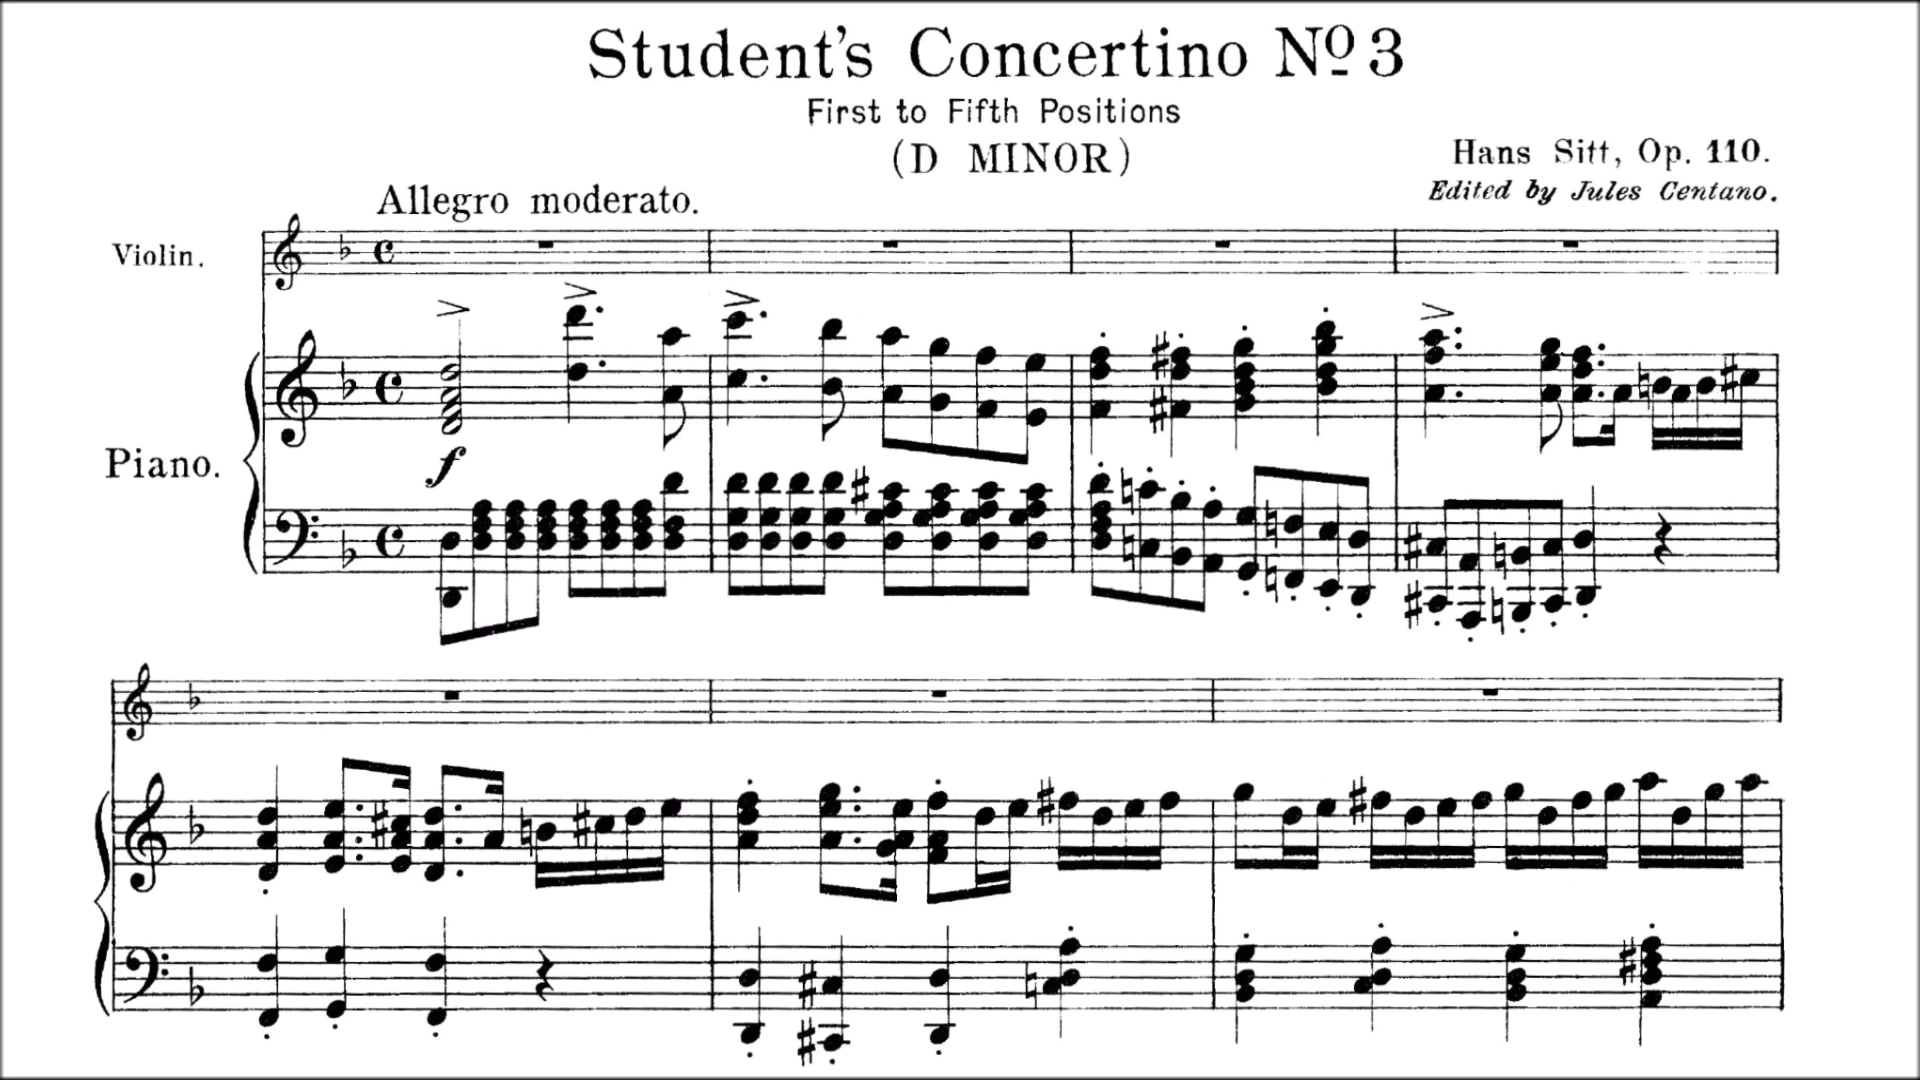 Student's Concertino No 3
First to Fifth Positions
(D MINOR)
Hans Sitt, Op. 110.
Edited by Jules Centano.
Allegro moderato.
Violin.
Piano.
f